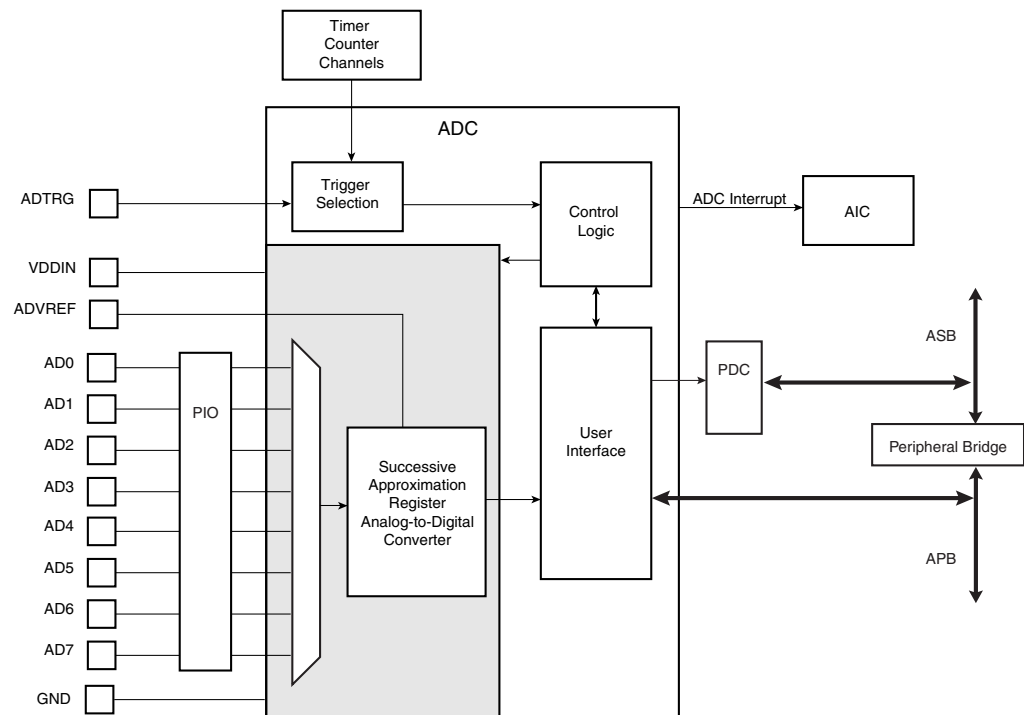 Timer
Counter
Channels
ADC
ADTRG
Trigger
Selection
Control
Logic
ADC Interrupt
AIC
VDDIN
ADVREF
AD0
AD1
AD2
AD3
AD4
AD5
AD6
AD7
GND
PIO
Successive
Approximation
Register
Analog-to-Digital
Converter
User
Interface
PDC
ASB
Peripheral Bridge
APB